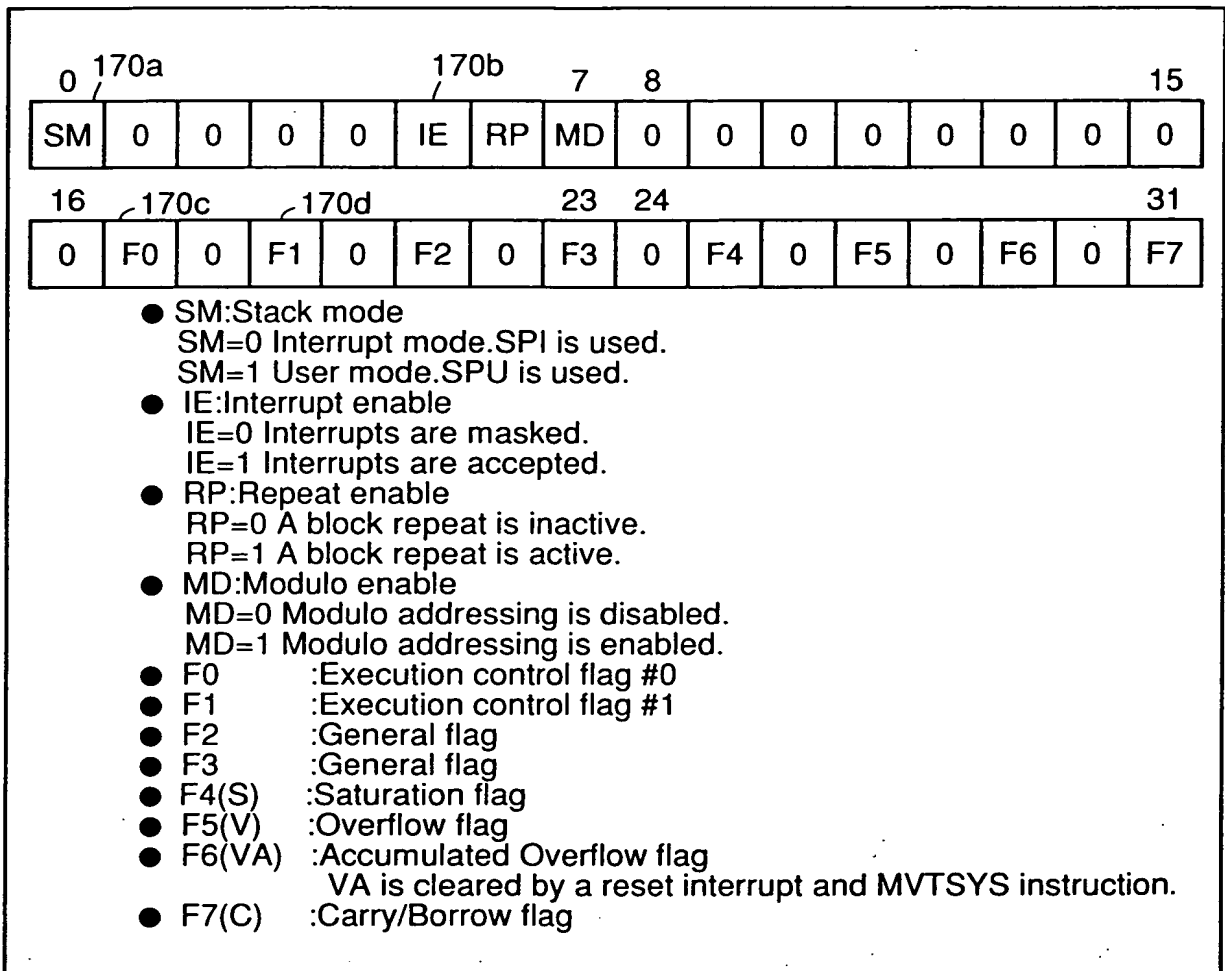 0 170a 170b 7 8 15
SM 0 0 0 0 IE RP MD 0 0 0 0 0 0 0 0
16 170c 170d 23 24 31
0 F0 0 F1 0 F2 0 F3 0 F4 0 F5 0 F6 0 F7
● SM:Stack mode
SM=0 Interrupt mode.SPI is used.
SM=1 User mode.SPU is used.
● IE:Interrupt enable
IE=0 Interrupts are masked.
IE=1 Interrupts are accepted.
● RP:Repeat enable
RP=0 A block repeat is inactive.
RP=1 A block repeat is active.
● MD:Modulo enable
MD=0 Modulo addressing is disabled.
MD=1 Modulo addressing is enabled.
● F0 :Execution control flag #0
● F1 :Execution control flag #1
● F2 :General flag
● F3 :General flag
● F4(S) :Saturation flag
● F5(V) :Overflow flag
● F6(VA) :Accumulated Overflow flag
VA is cleared by a reset interrupt and MVTSYS instruction.
● F7(C) :Carry/Borrow flag